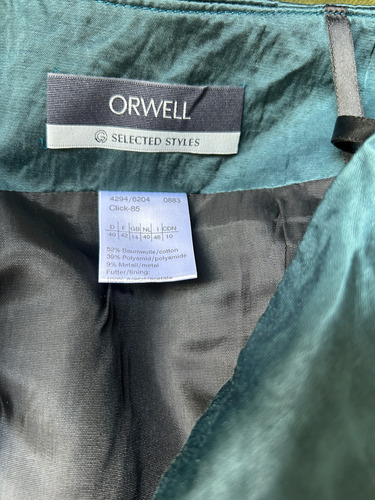 ORWELL
SELECTED STYLES
4294/6204 0883
Click-85
D F GB NL I CDN
40 42 14 40 46 10
52% Baumwolle/cotton
39% Polyamid/polyamide
9% Metall/metal
Futter/lining: